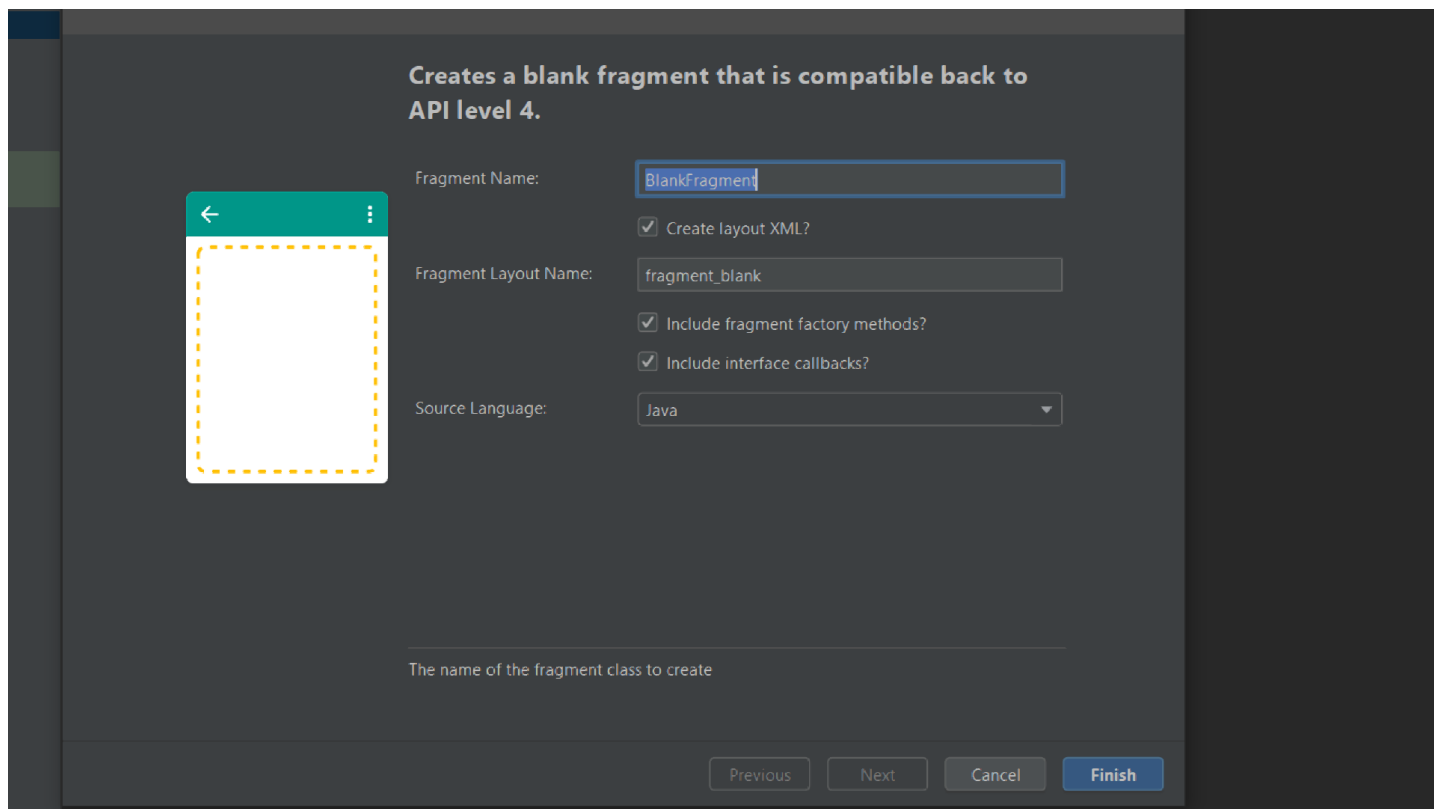 Creates a blank fragment that is compatible back to
API level 4.
Fragment Name:
BlankFragment
Create layout XML?
Fragment Layout Name:
fragment_blank
Include fragment factory methods?
Include interface callbacks?
Source Language:
Java
The name of the fragment class to create
Previous
Next
Cancel
Finish